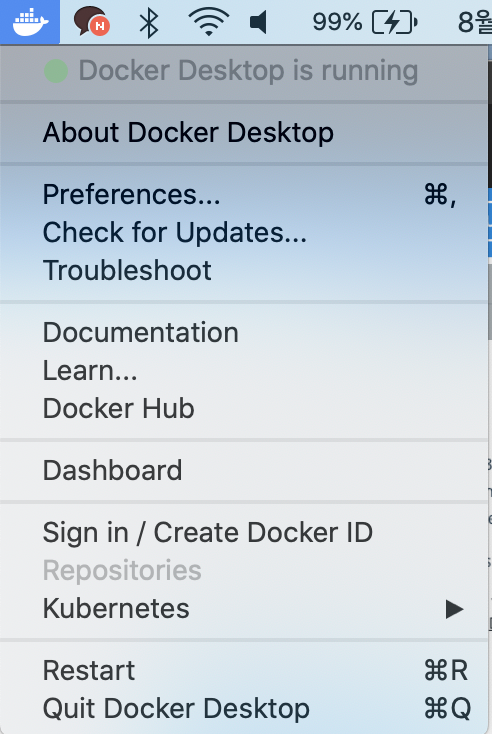 N 99% 8월
Docker Desktop is running
About Docker Desktop
Preferences... ⌘,
Check for Updates...
Troubleshoot
Documentation
Learn...
Docker Hub
Dashboard
Sign in / Create Docker ID
Repositories
Kubernetes ▶
Restart ⌘R
Quit Docker Desktop ⌘Q